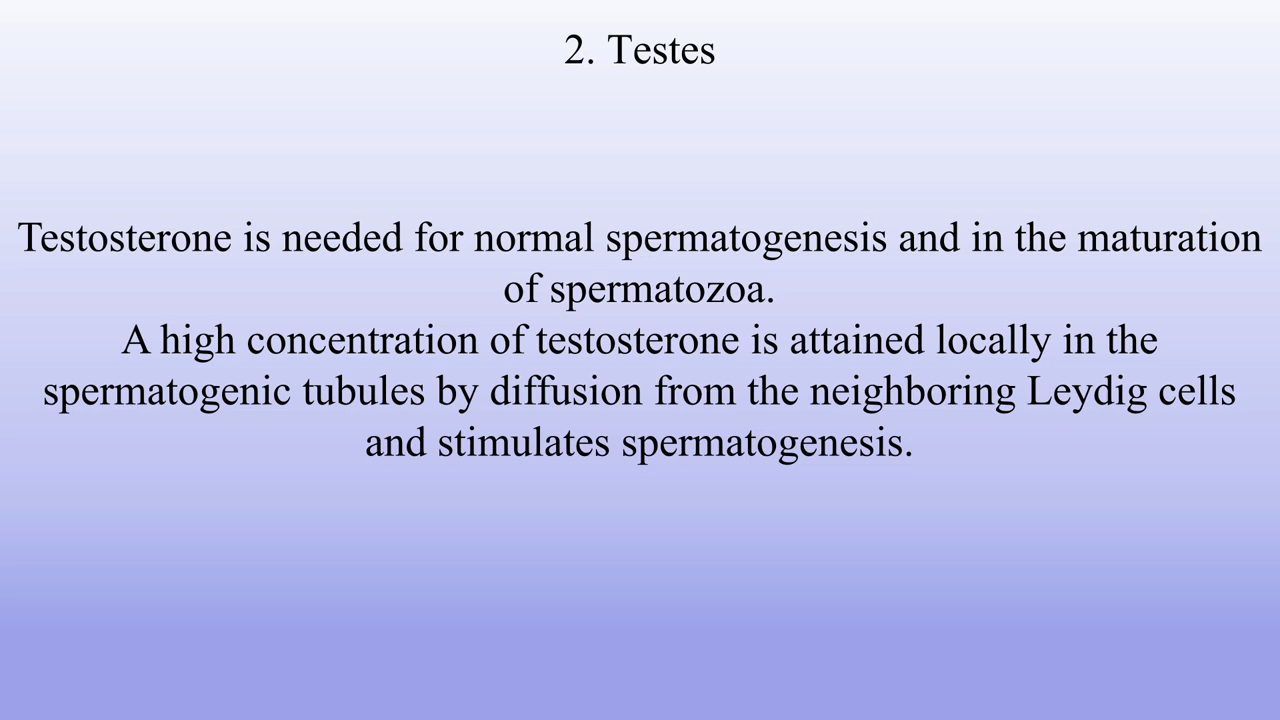 2. Testes
Testosterone is needed for normal spermatogenesis and in the maturation
of spermatozoa.
A high concentration of testosterone is attained locally in the
spermatogenic tubules by diffusion from the neighboring Leydig cells
and stimulates spermatogenesis.